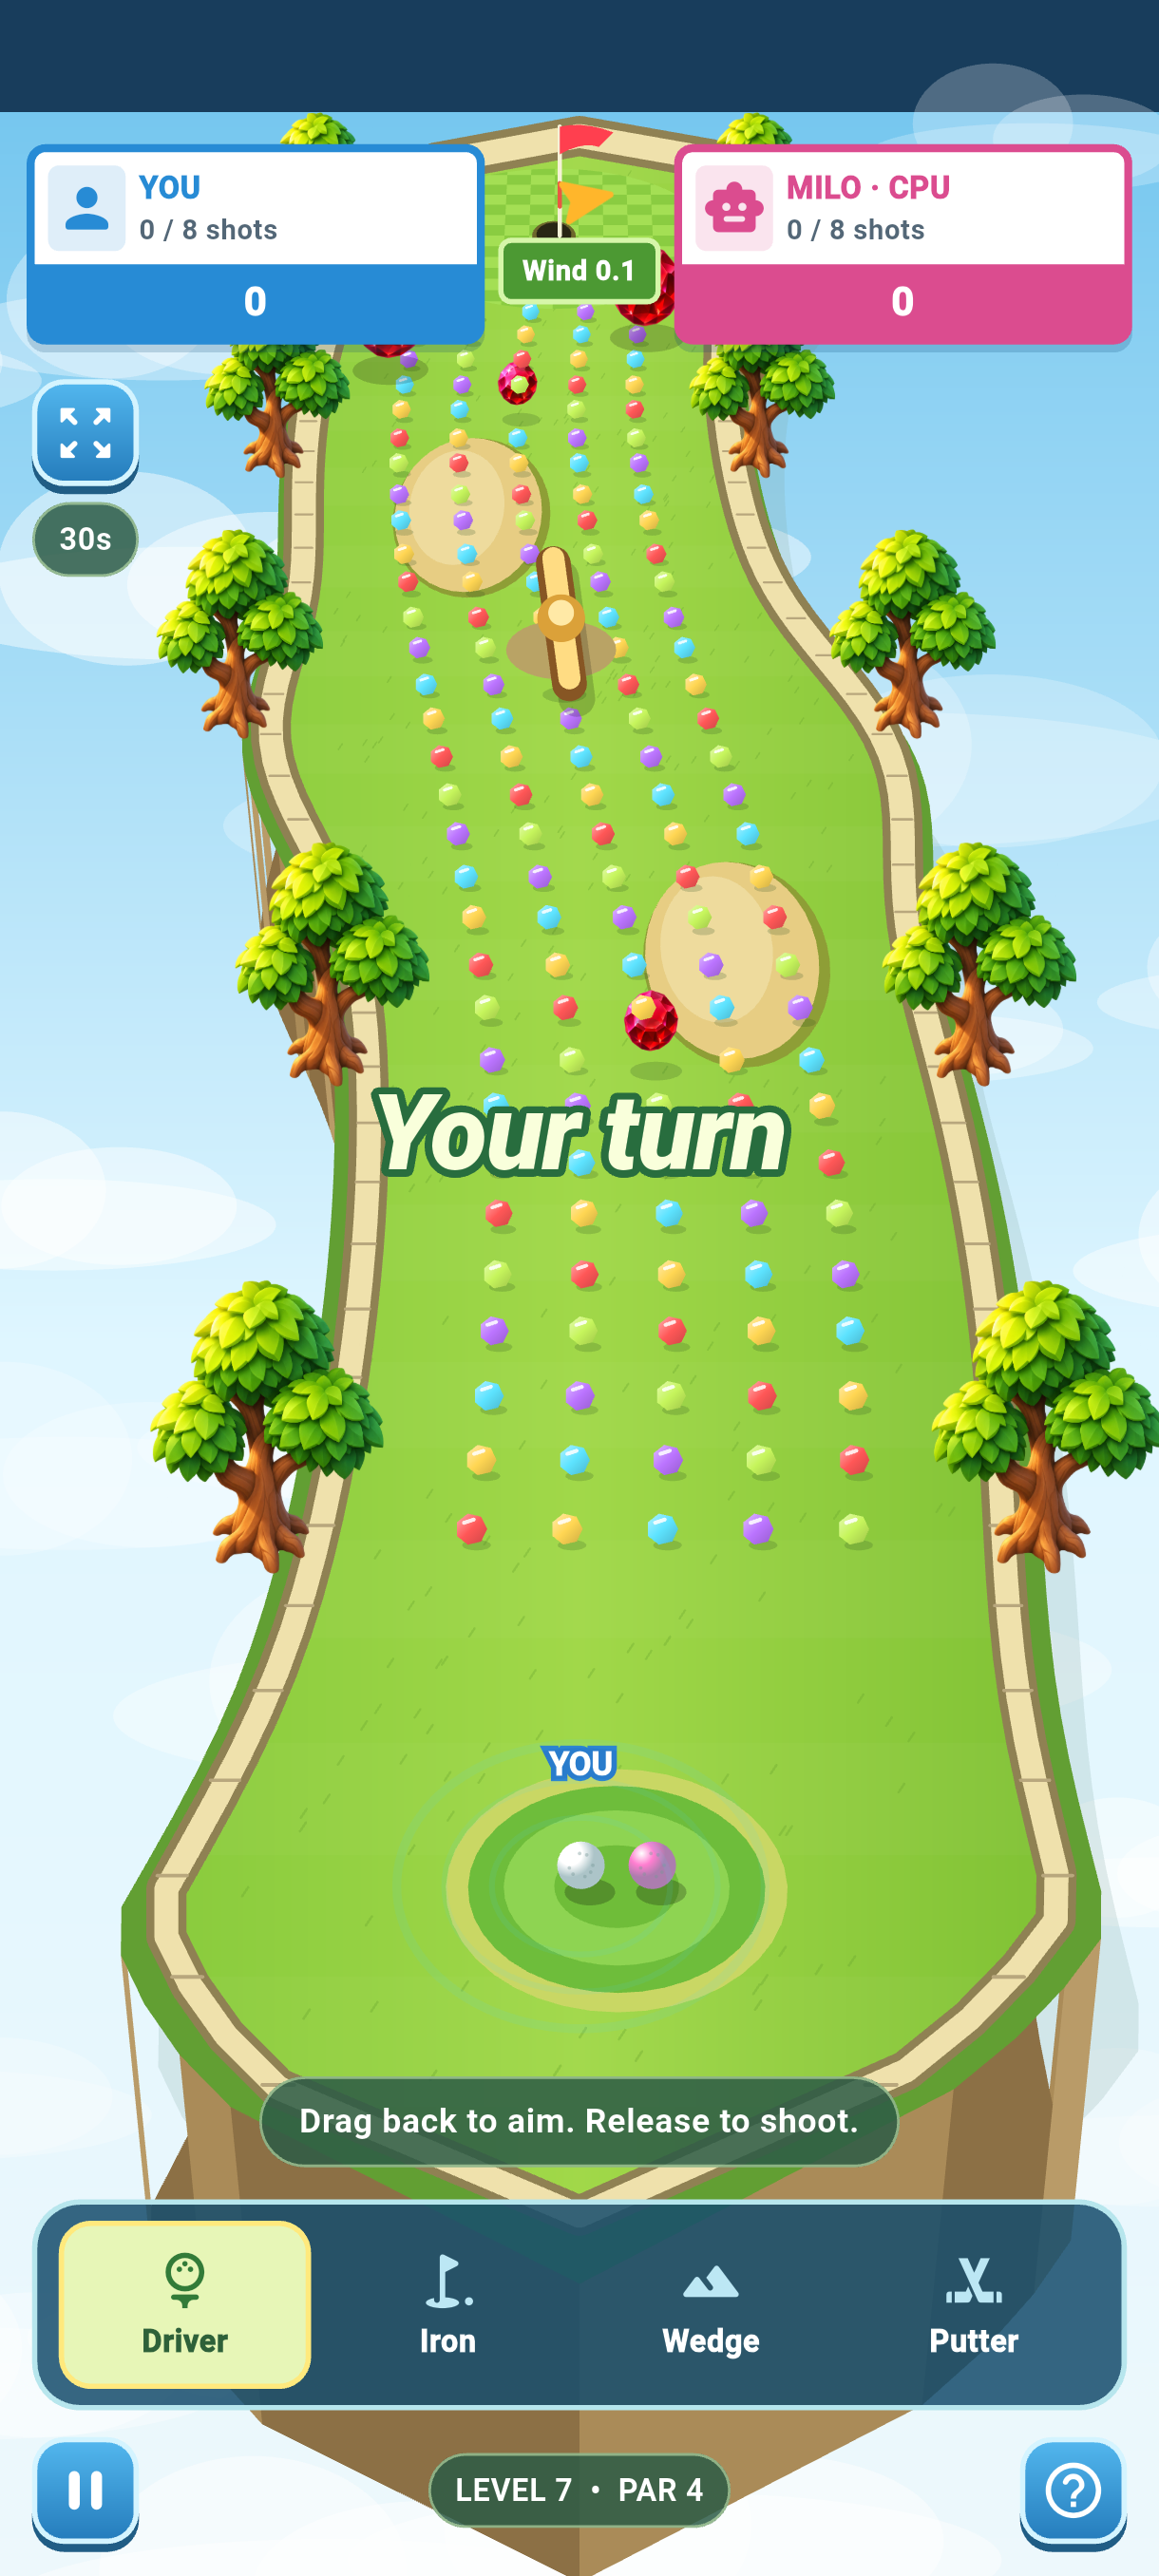 YOU
0 / 8 shots
0
MILO · CPU
0 / 8 shots
0
Wind 0.1
30s
Your turn
YOU
Drag back to aim. Release to shoot.
Driver
Iron
Wedge
Putter
LEVEL 7 • PAR 4